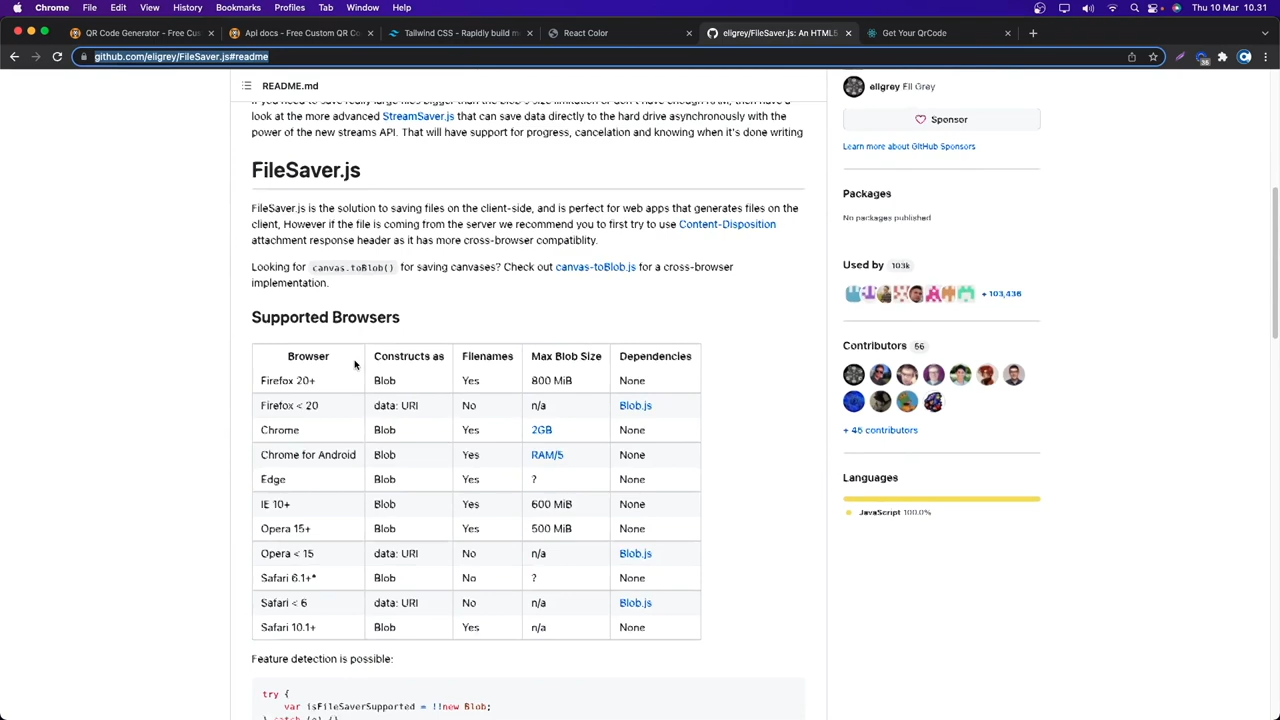 Chrome File Edit View History Bookmarks Profiles Tab Window Help Thu 10 Mar 10.31
QR Code Generator - Free Cus Api docs - Free Custom QR Co Tailwind CSS - Rapidly build m React Color eligrey/FileSaver.js: An HTML5 Get Your QrCode
github.com/eligrey/FileSaver.js#readme
36
README.md
look at the more advanced StreamSaver.js that can save data directly to the hard drive asynchronously with the
power of the new streams API. That will have support for progress, cancelation and knowing when it's done writing
FileSaver.js
FileSaver.js is the solution to saving files on the client-side, and is perfect for web apps that generates files on the
client, However if the file is coming from the server we recommend you to first try to use Content-Disposition
attachment response header as it has more cross-browser compatiblity.
Looking for canvas.toBlob() for saving canvases? Check out canvas-toBlob.js for a cross-browser
implementation.
Supported Browsers
Browser Constructs as Filenames Max Blob Size Dependencies
Firefox 20+ Blob Yes 800 MiB None
Firefox < 20 data: URI No n/a Blob.js
Chrome Blob Yes 2GB None
Chrome for Android Blob Yes RAM/5 None
Edge Blob Yes ? None
IE 10+ Blob Yes 600 MiB None
Opera 15+ Blob Yes 500 MiB None
Opera < 15 data: URI No n/a Blob.js
Safari 6.1+* Blob No ? None
Safari < 6 data: URI No n/a Blob.js
Safari 10.1+ Blob Yes n/a None
Feature detection is possible:
try {
var isFileSaverSupported = !!new Blob;
} catch (e) {}
eligrey Eli Grey
Sponsor
Learn more about GitHub Sponsors
Packages
No packages published
Used by 103k
+ 103,436
Contributors 56
+ 45 contributors
Languages
JavaScript 100.0%